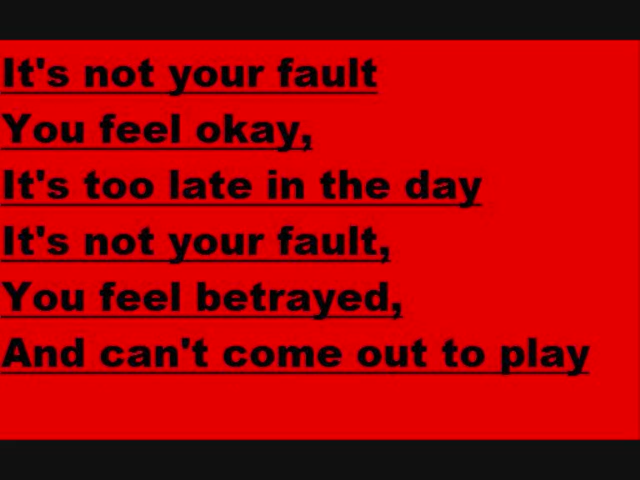 It's not your fault
You feel okay,
It's too late in the day
It's not your fault,
You feel betrayed,
And can't come out to play